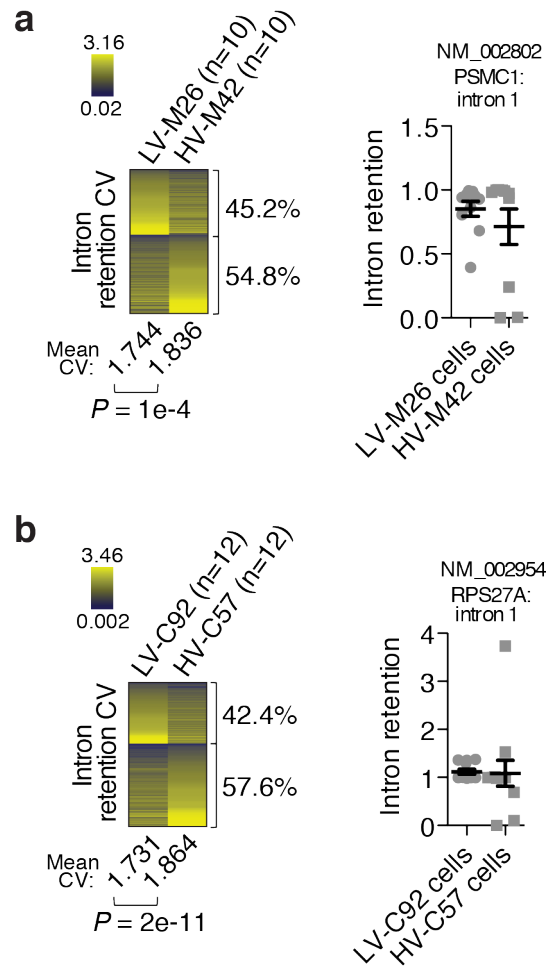 a
3.16
0.02
LV-M26 (n=10)
HV-M42 (n=10)
Intron
retention CV
45.2%
54.8%
Mean
CV:
1.744
1.836
P = 1e-4
NM_002802
PSMC1:
intron 1
Intron retention
1.5
1.0
0.5
0.0
LV-M26 cells
HV-M42 cells
b
3.46
0.002
LV-C92 (n=12)
HV-C57 (n=12)
Intron
retention CV
42.4%
57.6%
Mean
CV:
1.731
1.864
P = 2e-11
NM_002954
RPS27A:
intron 1
Intron retention
4
3
2
1
0
LV-C92 cells
HV-C57 cells